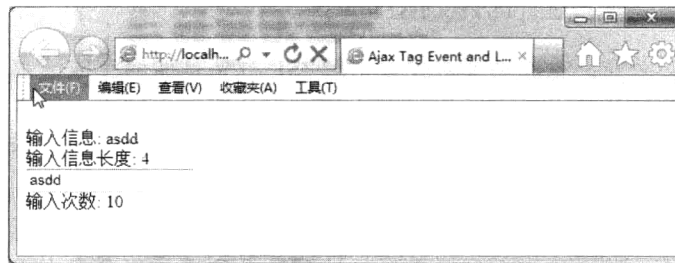 http://localh...
Ajax Tag Event and L...
文件(F) 编辑(E) 查看(V) 收藏夹(A) 工具(T)
输入信息: asdd
输入信息长度: 4
asdd
输入次数: 10